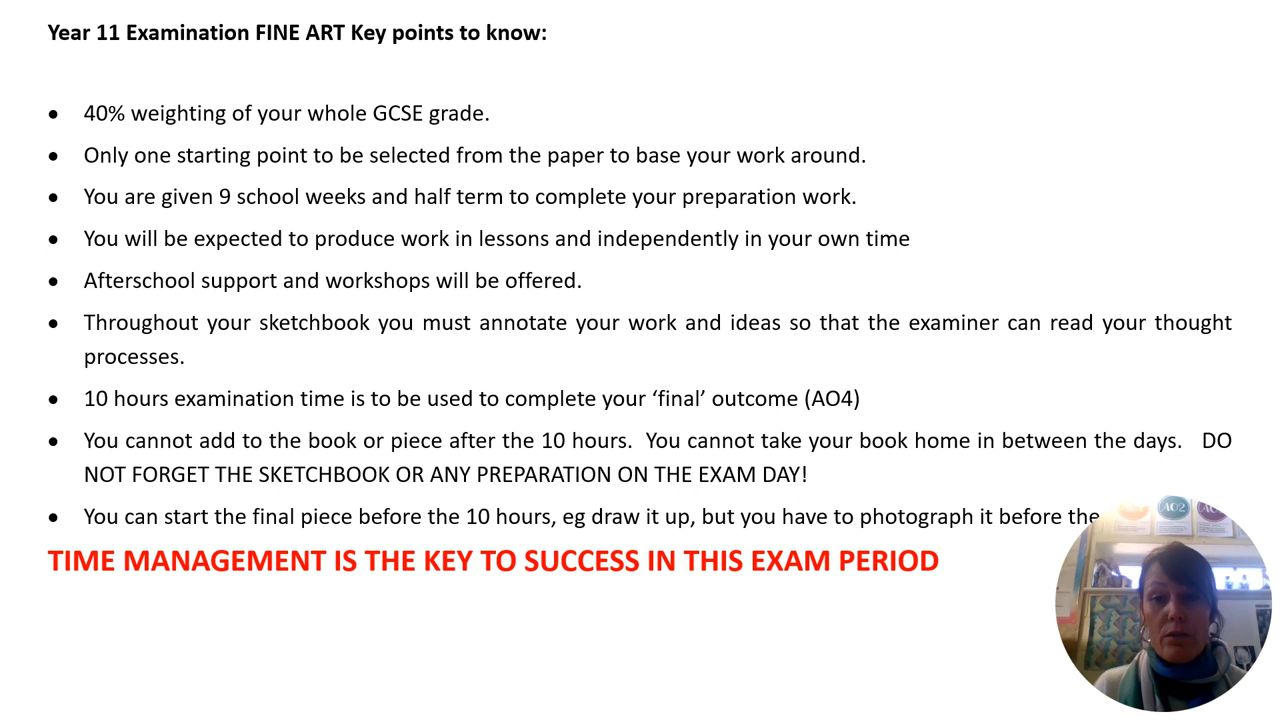 Year 11 Examination FINE ART Key points to know:
• 40% weighting of your whole GCSE grade.
• Only one starting point to be selected from the paper to base your work around.
• You are given 9 school weeks and half term to complete your preparation work.
• You will be expected to produce work in lessons and independently in your own time
• Afterschool support and workshops will be offered.
• Throughout your sketchbook you must annotate your work and ideas so that the examiner can read your thought
processes.
• 10 hours examination time is to be used to complete your ‘final’ outcome (AO4)
• You cannot add to the book or piece after the 10 hours.  You cannot take your book home in between the days.   DO
NOT FORGET THE SKETCHBOOK OR ANY PREPARATION ON THE EXAM DAY!
• You can start the final piece before the 10 hours, eg draw it up, but you have to photograph it before the
AO2
TIME MANAGEMENT IS THE KEY TO SUCCESS IN THIS EXAM PERIOD